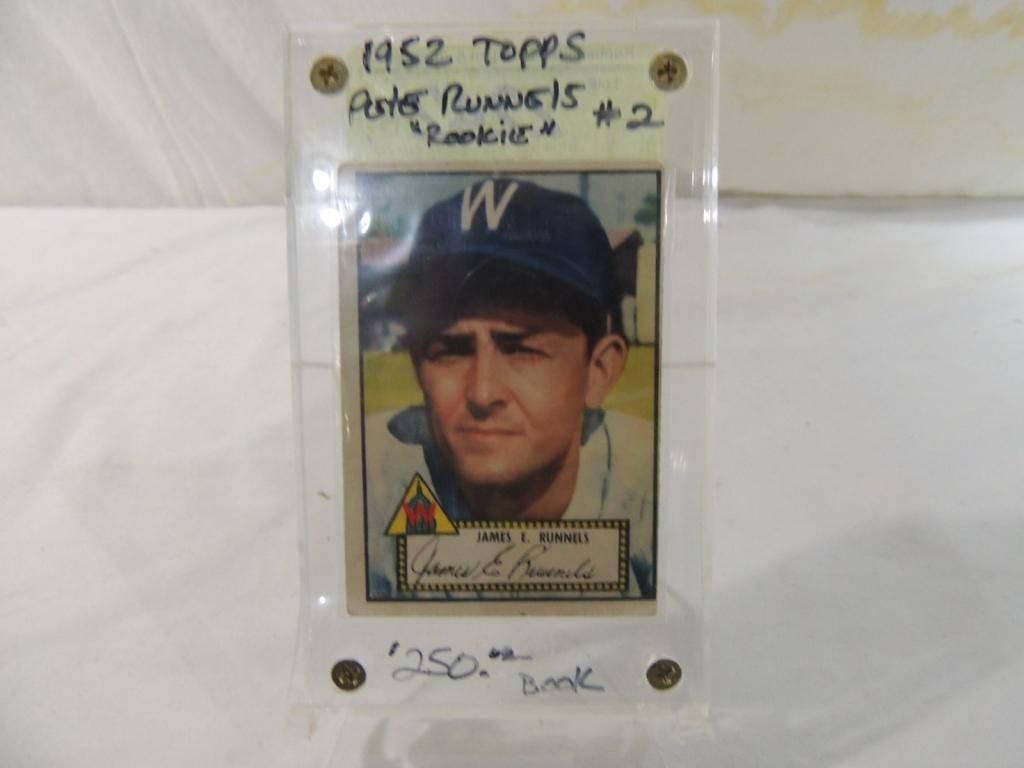 1952 TOPPS
Pete RUNNElS #2
"Rookie"
W
W
JAMES E. RUNNELS
James E Runnels
$250.00
BOOK